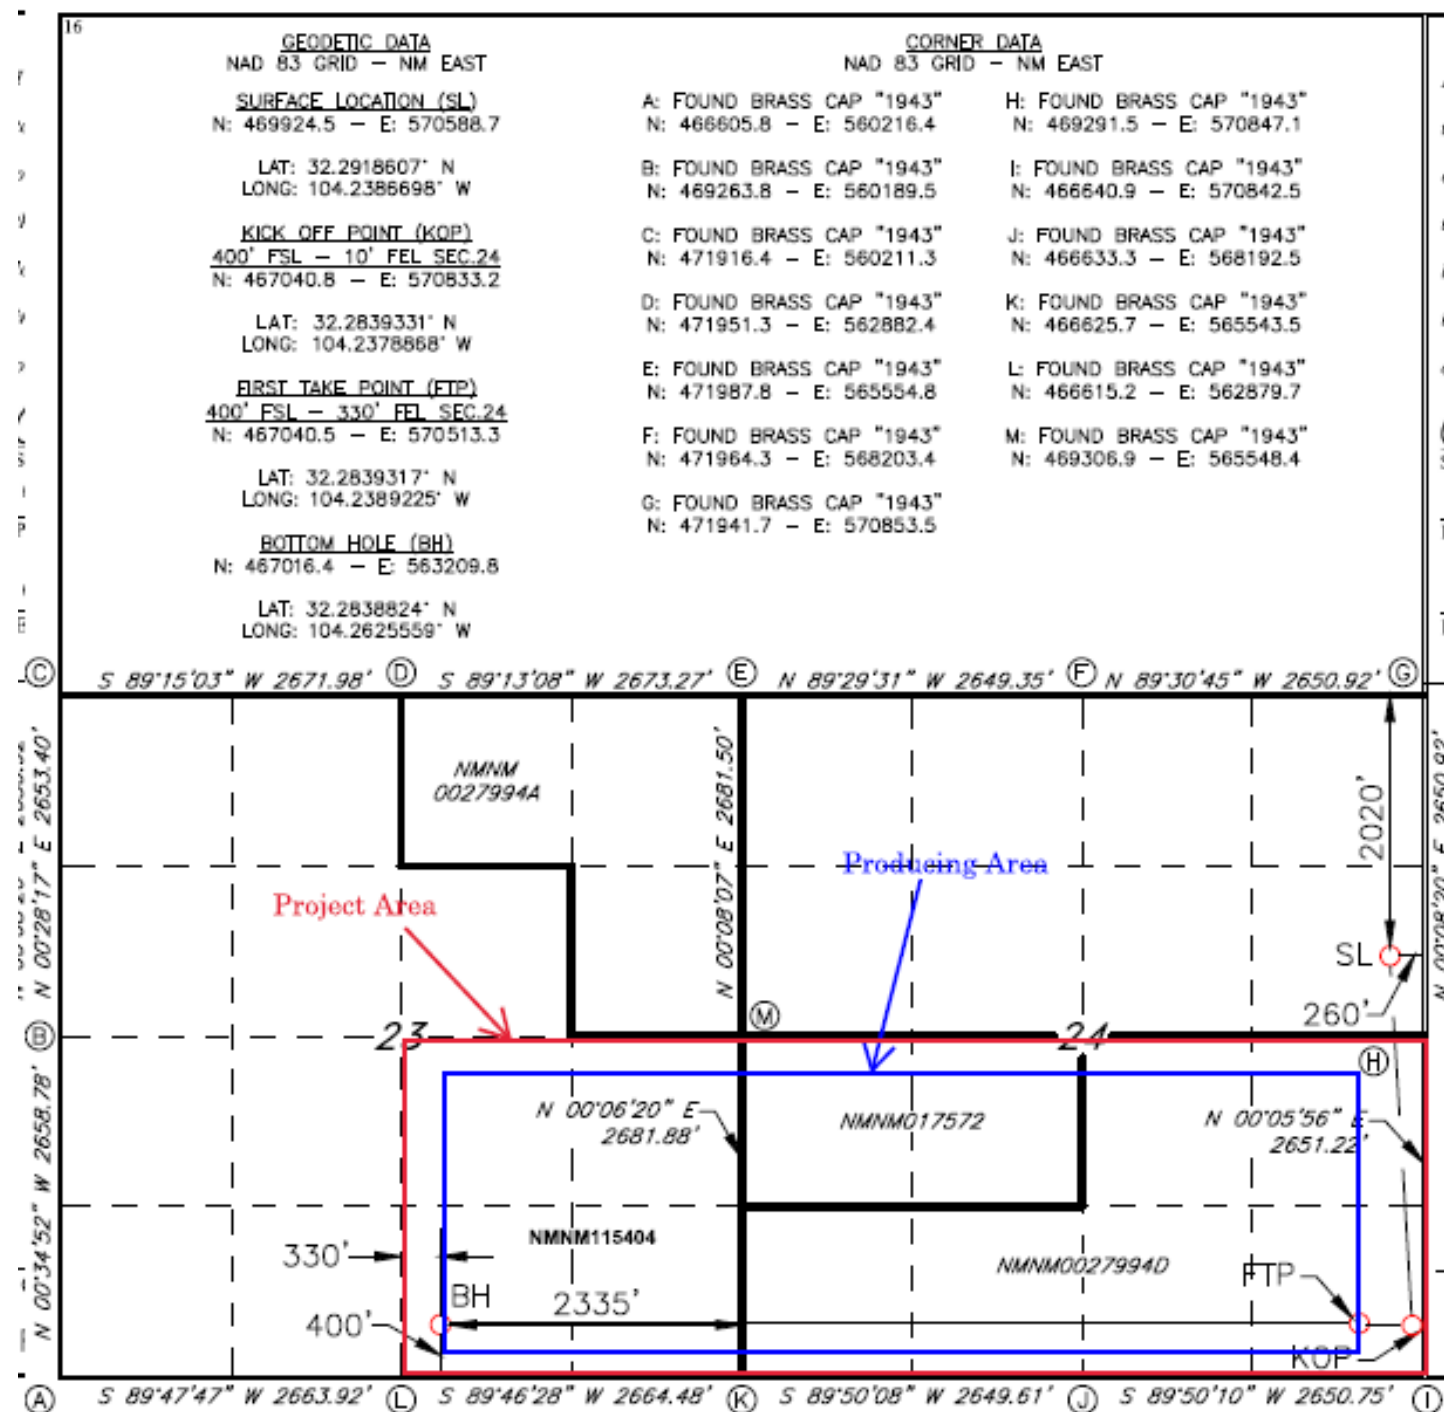 16
GEODETIC DATA
NAD 83 GRID – NM EAST
SURFACE LOCATION (SL)
N: 469924.5 – E: 570588.7
LAT: 32.2918607° N
LONG: 104.2386698° W
KICK OFF POINT (KOP)
400' FSL – 10' FEL SEC.24
N: 467040.8 – E: 570833.2
LAT: 32.2839331° N
LONG: 104.2378868° W
FIRST TAKE POINT (FTP)
400' FSL – 330' FEL SEC.24
N: 467040.5 – E: 570513.3
LAT: 32.2839317° N
LONG: 104.2389225° W
BOTTOM HOLE (BH)
N: 467016.4 – E: 563209.8
LAT: 32.2838824° N
LONG: 104.2625559° W
CORNER DATA
NAD 83 GRID – NM EAST
A: FOUND BRASS CAP "1943"
N: 466605.8 – E: 560216.4
B: FOUND BRASS CAP "1943"
N: 469263.8 – E: 560189.5
C: FOUND BRASS CAP "1943"
N: 471916.4 – E: 560211.3
D: FOUND BRASS CAP "1943"
N: 471951.3 – E: 562882.4
E: FOUND BRASS CAP "1943"
N: 471987.8 – E: 565554.8
F: FOUND BRASS CAP "1943"
N: 471964.3 – E: 568203.4
G: FOUND BRASS CAP "1943"
N: 471941.7 – E: 570853.5
H: FOUND BRASS CAP "1943"
N: 469291.5 – E: 570847.1
I: FOUND BRASS CAP "1943"
N: 466640.9 – E: 570842.5
J: FOUND BRASS CAP "1943"
N: 466633.3 – E: 568192.5
K: FOUND BRASS CAP "1943"
N: 466625.7 – E: 565543.5
L: FOUND BRASS CAP "1943"
N: 466615.2 – E: 562879.7
M: FOUND BRASS CAP "1943"
N: 469306.9 – E: 565548.4
C S 89°15'03" W 2671.98' D S 89°13'08" W 2673.27' E N 89°29'31" W 2649.35' F N 89°30'45" W 2650.92' G
N 00°28'17" E 2653.40'
NMNM
0027994A
N 00°08'07" E 2681.50'
2020'
N 00°08'20" E 2650.92'
Producing Area
Project Area
SL
260'
B
23
M
24
H
N 00°34'52" W 2658.78'
N 00°06'20" E
2681.88'
NMNM017572
N 00°05'56" E
2651.22'
330'
NMNM115404
NMNM0027994D
FTP
BH
2335'
400'
KOP
A S 89°47'47" W 2663.92' L S 89°46'28" W 2664.48' K S 89°50'08" W 2649.61' J S 89°50'10" W 2650.75' I